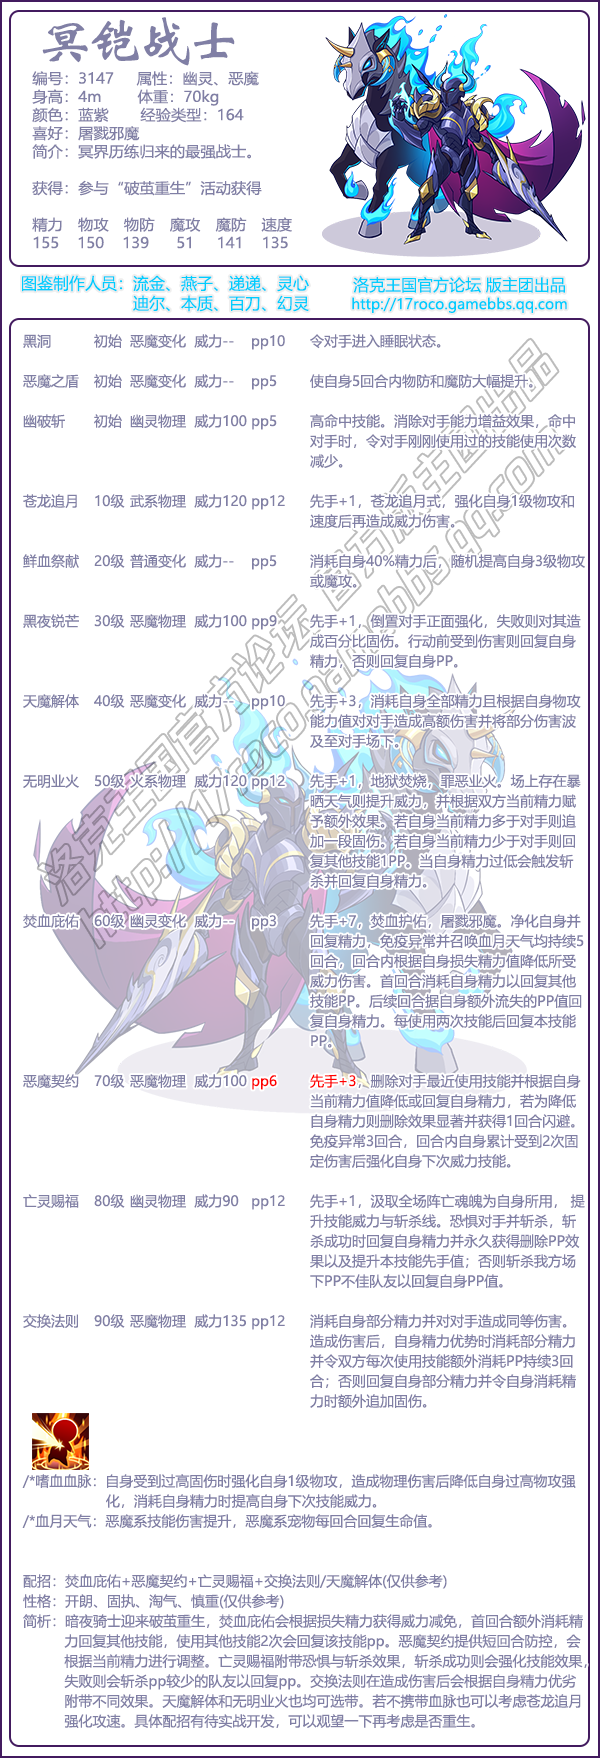 冥铠战士
编号：3147 属性：幽灵、恶魔
身高：4m 体重：70kg
颜色：蓝紫 经验类型：164
喜好：屠戮邪魔
简介：冥界历练归来的最强战士。
获得：参与“破茧重生”活动获得
精力 物攻 物防 魔攻 魔防 速度
155 150 139 51 141 135
图鉴制作人员：流金、燕子、递递、灵心
迪尔、本质、百刀、幻灵
洛克王国官方论坛 版主团出品
http://17roco.gamebbs.qq.com
黑洞 初始 恶魔变化 威力-- pp10 令对手进入睡眠状态。
恶魔之盾 初始 恶魔变化 威力-- pp5 使自身5回合内物防和魔防大幅提升。
幽破斩 初始 幽灵物理 威力100 pp5 高命中技能。消除对手能力增益效果，命中
对手时，令对手刚刚使用过的技能使用次数
减少。
苍龙追月 10级 武系物理 威力120 pp12 先手+1，苍龙追月式，强化自身1级物攻和
速度后再造成威力伤害。
鲜血祭献 20级 普通变化 威力-- pp5 消耗自身40%精力后，随机提高自身3级物攻
或魔攻。
黑夜锐芒 30级 恶魔物理 威力100 pp9 先手+1，倒置对手正面强化，失败则对其造
成百分比固伤。行动前受到伤害则回复自身
精力，否则回复自身PP。
天魔解体 40级 恶魔变化 威力-- pp10 先手+3，消耗自身全部精力且根据自身物攻
能力值对对手造成高额伤害并将部分伤害波
及至对手场下。
无明业火 50级 火系物理 威力120 pp12 先手+1，地狱焚烧，罪恶业火。场上存在暴
晒天气则提升威力，并根据双方当前精力赋
予额外效果。若自身当前精力多于对手则追
加一段固伤。若自身当前精力少于对手则回
复其他技能1PP。当自身精力过低会触发斩
杀并回复自身精力。
焚血庇佑 60级 幽灵变化 威力-- pp3 先手+7，焚血护佑，屠戮邪魔。净化自身并
回复精力，免疫异常并召唤血月天气均持续5
回合，回合内根据自身损失精力值降低所受
威力伤害。首回合消耗自身精力以回复其他
技能PP。后续回合据自身额外流失的PP值回
复自身精力。每使用两次技能后回复本技能
PP。
恶魔契约 70级 恶魔物理 威力100 pp6 先手+3，删除对手最近使用技能并根据自身
当前精力值降低或回复自身精力，若为降低
自身精力则删除效果显著并获得1回合闪避。
免疫异常3回合，回合内自身累计受到2次固
定伤害后强化自身下次威力技能。
亡灵赐福 80级 幽灵物理 威力90 pp12 先手+1，汲取全场阵亡魂魄为自身所用， 提
升技能威力与斩杀线。恐惧对手并斩杀，斩
杀成功时回复自身精力并永久获得删除PP效
果以及提升本技能先手值；否则斩杀我方场
下PP不佳队友以回复自身PP值。
交换法则 90级 恶魔物理 威力135 pp12 消耗自身部分精力并对对手造成同等伤害。
造成伤害后，自身精力优势时消耗部分精力
并令双方每次使用技能额外消耗PP持续3回
合；否则回复自身部分精力并令自身消耗精
力时额外追加固伤。
/*嗜血血脉：自身受到过高固伤时强化自身1级物攻，造成物理伤害后降低自身过高物攻强
化，消耗自身精力时提高自身下次技能威力。
/*血月天气：恶魔系技能伤害提升，恶魔系宠物每回合回复生命值。
配招：焚血庇佑+恶魔契约+亡灵赐福+交换法则/天魔解体(仅供参考)
性格：开朗、固执、淘气、慎重(仅供参考)
简析：暗夜骑士迎来破茧重生，焚血庇佑会根据损失精力获得威力减免，首回合额外消耗精
力回复其他技能，使用其他技能2次会回复该技能pp。恶魔契约提供短回合防控，会
根据当前精力进行调整。亡灵赐福附带恐惧与斩杀效果，斩杀成功则会强化技能效果，
失败则会斩杀pp较少的队友以回复pp。交换法则在造成伤害后会根据自身精力优劣
附带不同效果。天魔解体和无明业火也均可选带。若不携带血脉也可以考虑苍龙追月
强化攻速。具体配招有待实战开发，可以观望一下再考虑是否重生。
洛克王国官方论坛 官方版主团出品
http://17roco.gamebbs.qq.com